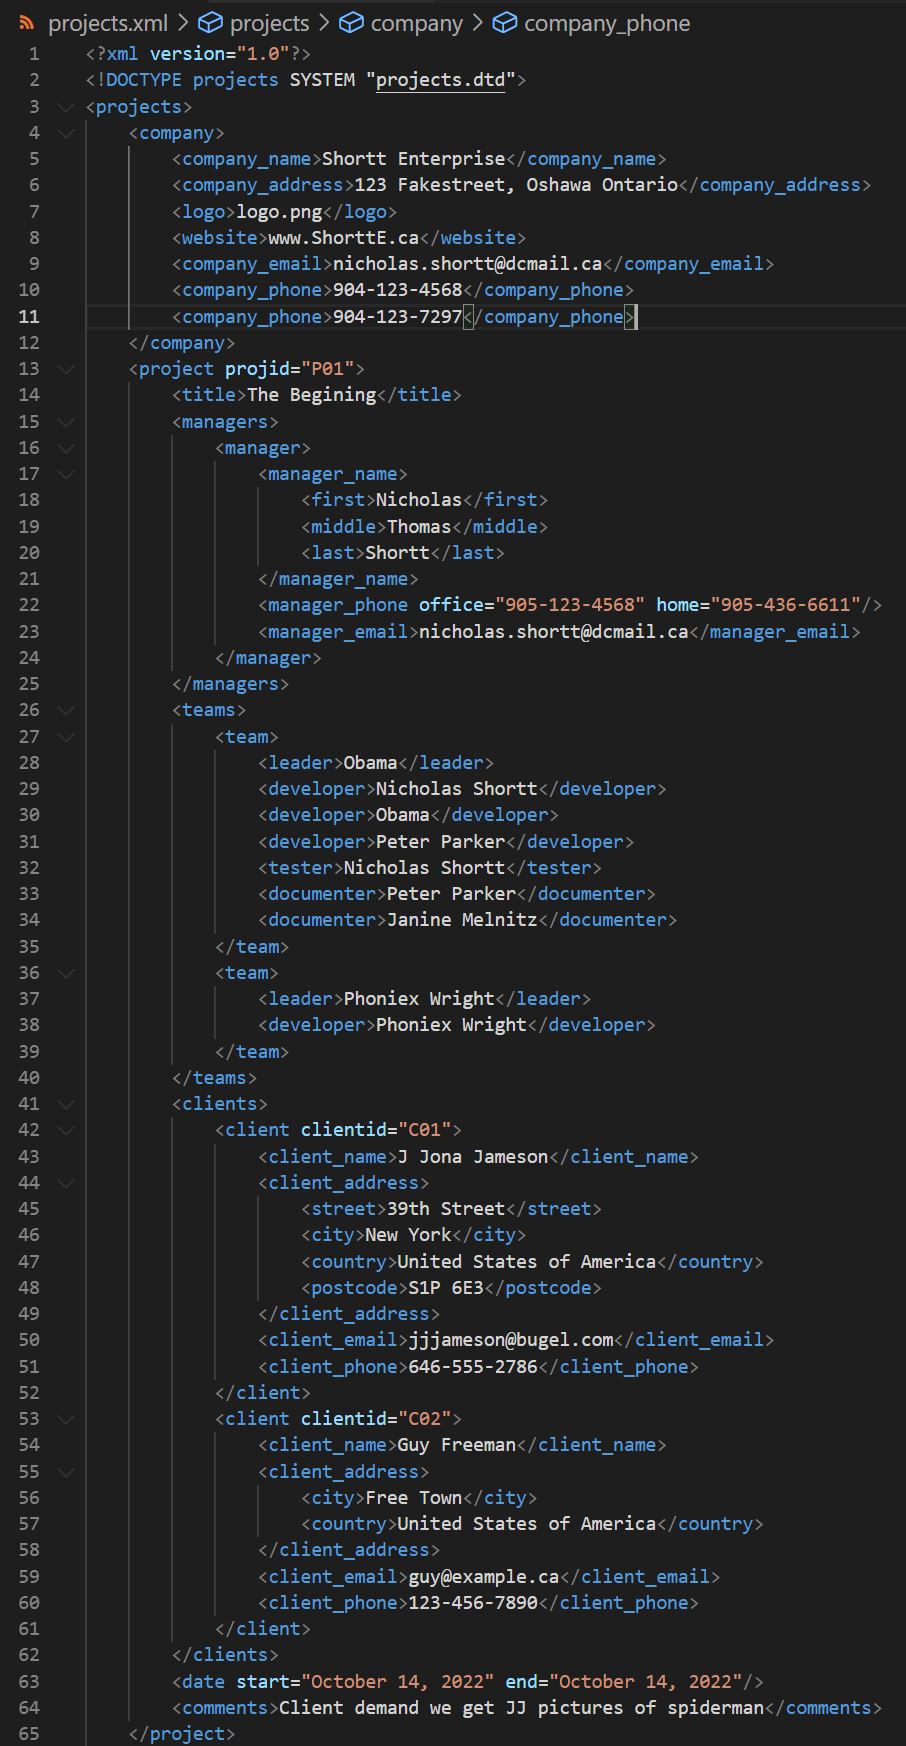 projects.xml > projects > company > company_phone
1 <?xml version="1.0"?>
2 <!DOCTYPE projects SYSTEM "projects.dtd">
3 <projects>
4 <company>
5 <company_name>Shortt Enterprise</company_name>
6 <company_address>123 Fakestreet, Oshawa Ontario</company_address>
7 <logo>logo.png</logo>
8 <website>www.ShorttE.ca</website>
9 <company_email>nicholas.shortt@dcmail.ca</company_email>
10 <company_phone>904-123-4568</company_phone>
11 <company_phone>904-123-7297</company_phone>
12 </company>
13 <project projid="P01">
14 <title>The Begining</title>
15 <managers>
16 <manager>
17 <manager_name>
18 <first>Nicholas</first>
19 <middle>Thomas</middle>
20 <last>Shortt</last>
21 </manager_name>
22 <manager_phone office="905-123-4568" home="905-436-6611"/>
23 <manager_email>nicholas.shortt@dcmail.ca</manager_email>
24 </manager>
25 </managers>
26 <teams>
27 <team>
28 <leader>Obama</leader>
29 <developer>Nicholas Shortt</developer>
30 <developer>Obama</developer>
31 <developer>Peter Parker</developer>
32 <tester>Nicholas Shortt</tester>
33 <documenter>Peter Parker</documenter>
34 <documenter>Janine Melnitz</documenter>
35 </team>
36 <team>
37 <leader>Phoniex Wright</leader>
38 <developer>Phoniex Wright</developer>
39 </team>
40 </teams>
41 <clients>
42 <client clientid="C01">
43 <client_name>J Jona Jameson</client_name>
44 <client_address>
45 <street>39th Street</street>
46 <city>New York</city>
47 <country>United States of America</country>
48 <postcode>S1P 6E3</postcode>
49 </client_address>
50 <client_email>jjjameson@bugel.com</client_email>
51 <client_phone>646-555-2786</client_phone>
52 </client>
53 <client clientid="C02">
54 <client_name>Guy Freeman</client_name>
55 <client_address>
56 <city>Free Town</city>
57 <country>United States of America</country>
58 </client_address>
59 <client_email>guy@example.ca</client_email>
60 <client_phone>123-456-7890</client_phone>
61 </client>
62 </clients>
63 <date start="October 14, 2022" end="October 14, 2022"/>
64 <comments>Client demand we get JJ pictures of spiderman</comments>
65 </project>